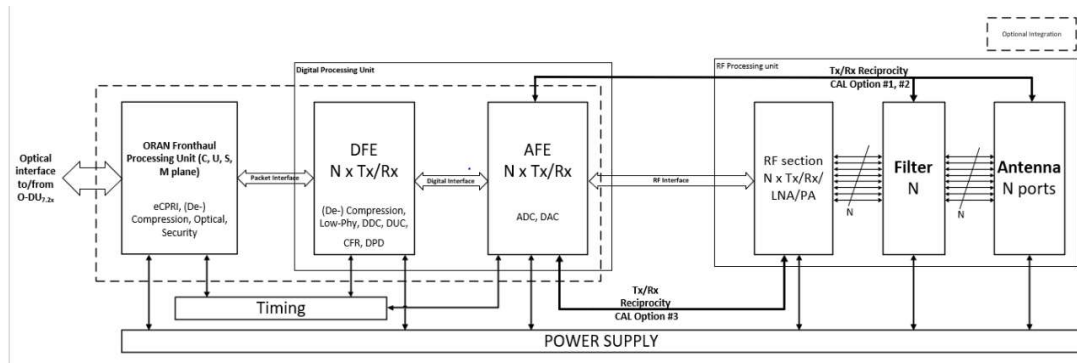 Optional Integration
Digital Processing Unit
RF Processing unit
Tx/Rx Reciprocity
CAL Option #1, #2
Optical
interface
to/from
O-DU7.2x
ORAN Fronthaul
Processing Unit (C, U, S,
M plane)
eCPRI, (De-)
Compression, Optical,
Security
Packet Interface
DFE
N x Tx/Rx
(De-) Compression,
Low-Phy, DDC, DUC,
CFR, DPD
Digital Interface
AFE
N x Tx/Rx
ADC, DAC
RF Interface
RF section
N x Tx/Rx/
LNA/PA
N
Filter
N
N
Antenna
N ports
Timing
Tx/Rx
Reciprocity
CAL Option #3
POWER SUPPLY